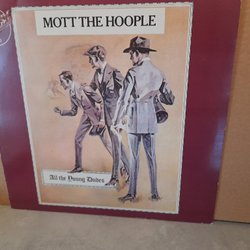 MOTT THE HOOPLE
All the Young Dudes